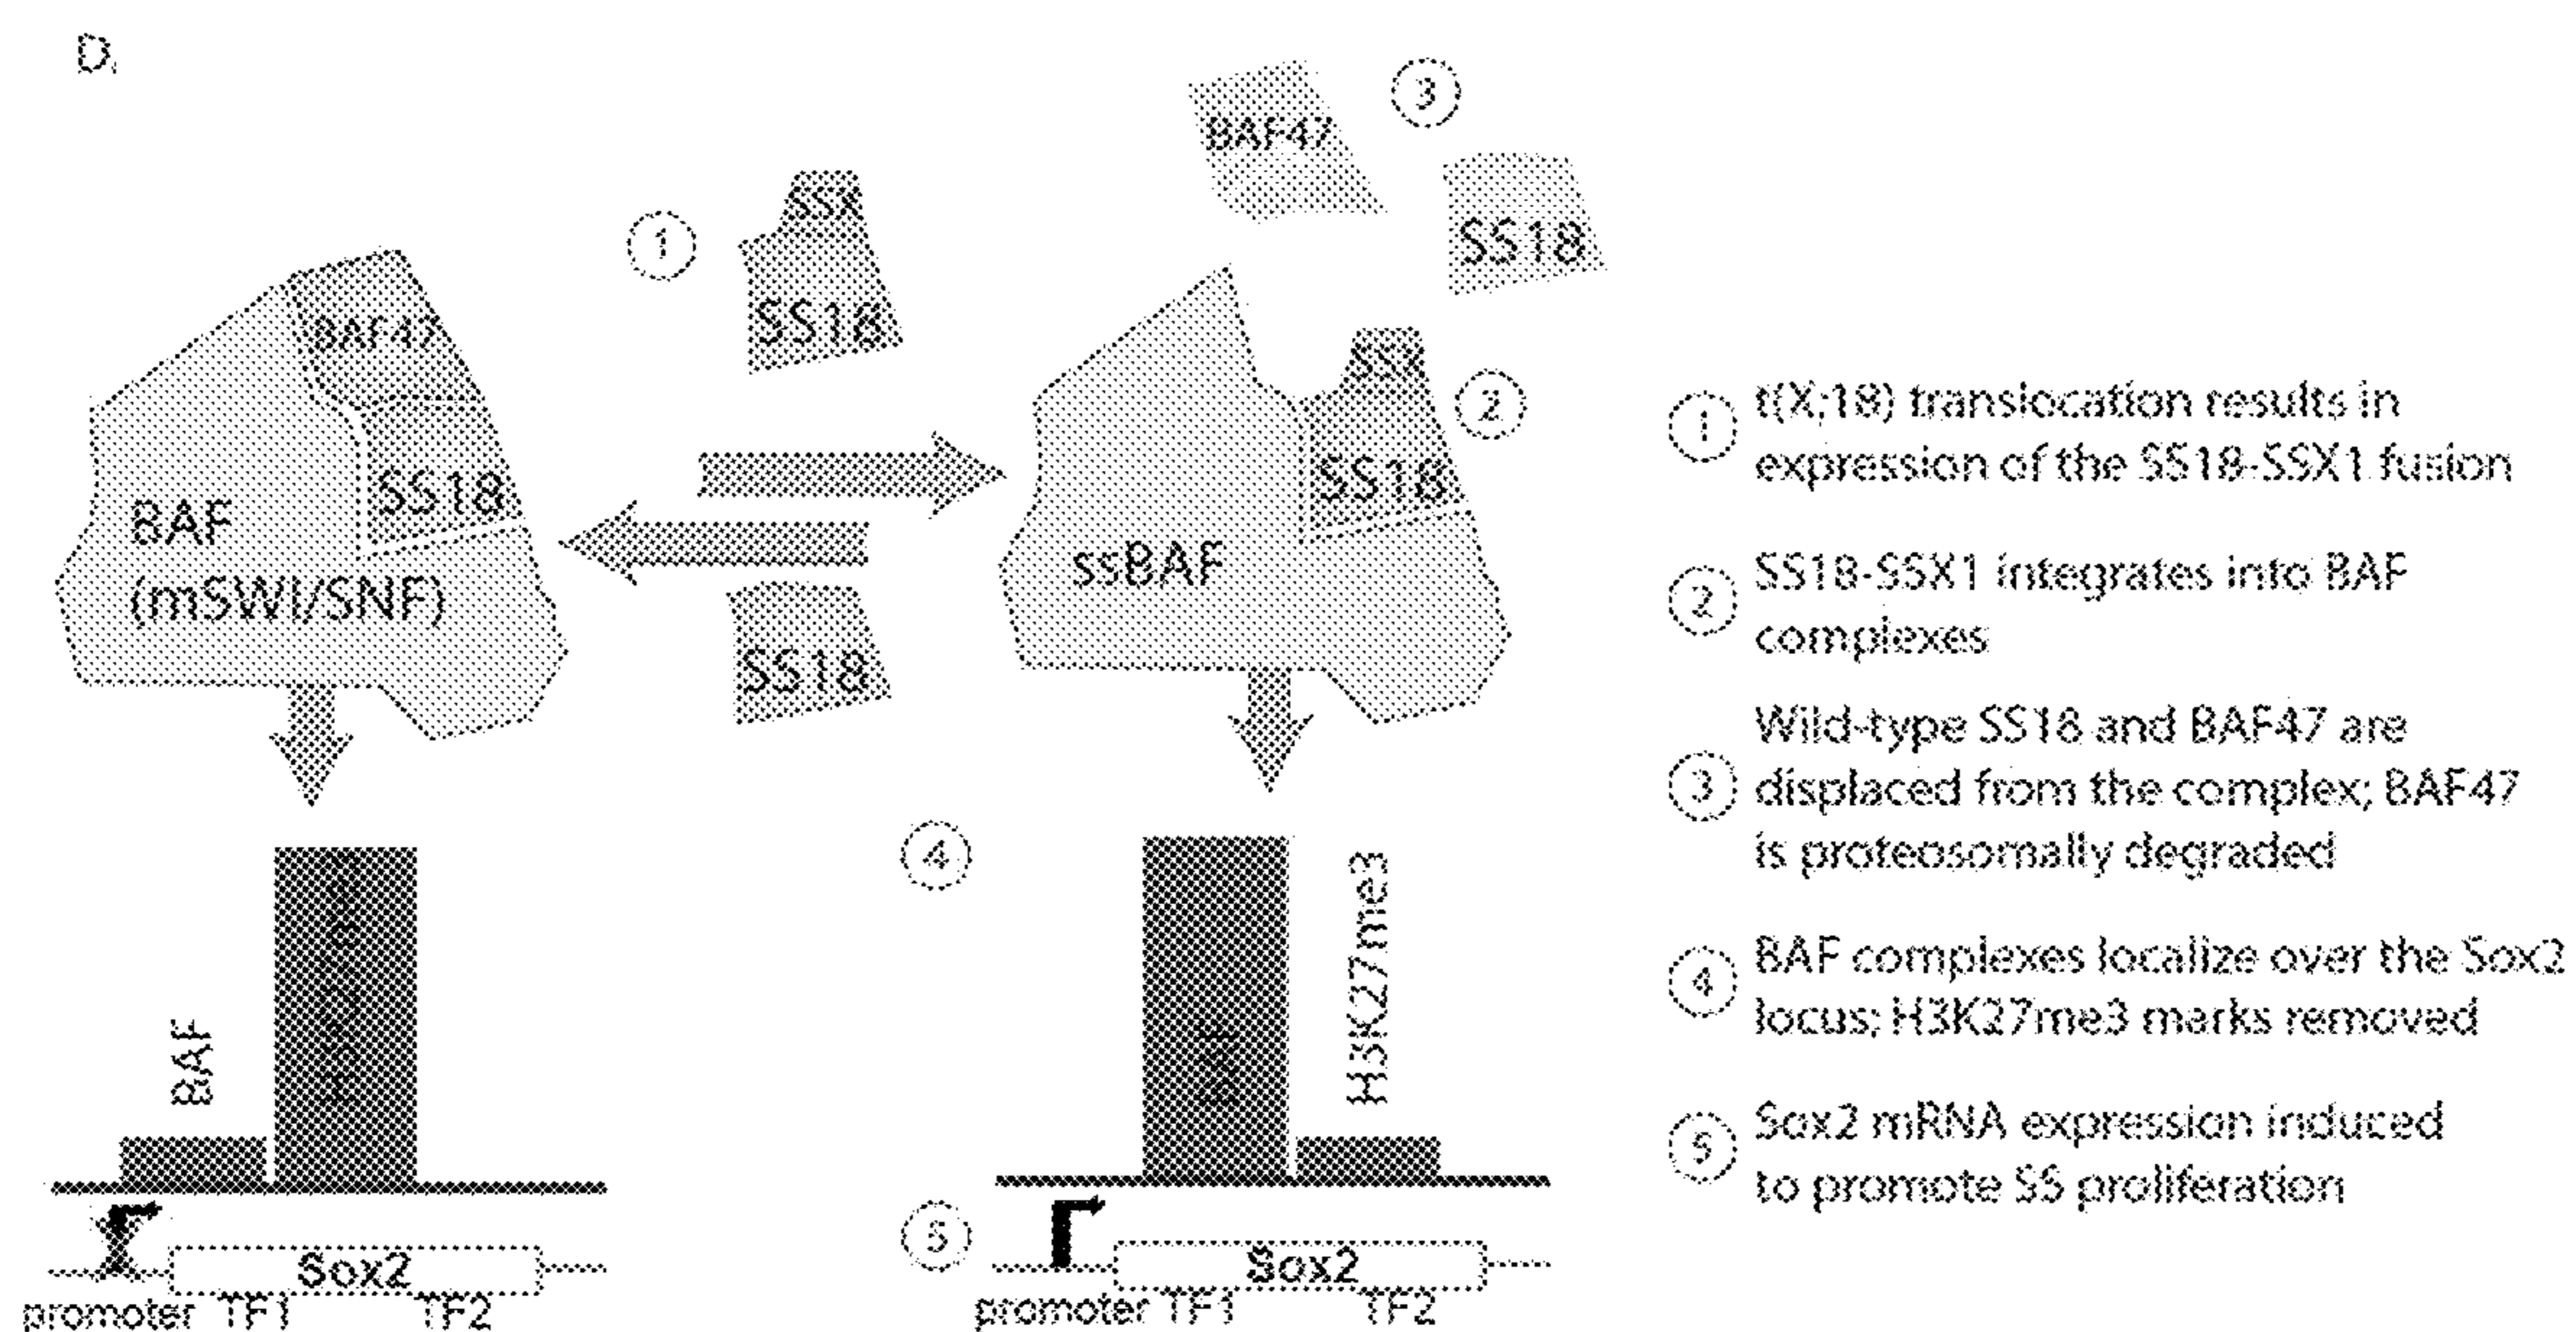 D.
BAF47
3
SSX
1
SS18
SS18
BAF47
SSX
2
SS18
SS18
BAF
(mSWI/SNF)
ssBAF
SS18
1
t(X;18) translocation results in
expression of the SS18-SSX1 fusion
2
SS18-SSX1 integrates into BAF
complexes
3
Wild-type SS18 and BAF47 are
displaced from the complex; BAF47
is proteosomally degraded
4
BAF complexes localize over the Sox2
locus; H3K27me3 marks removed
5
Sox2 mRNA expression induced
to promote SS proliferation
BAF
4
BAF
H3K27me3
Sox2
promoter TF1 TF2
5
Sox2
promoter TF1 TF2